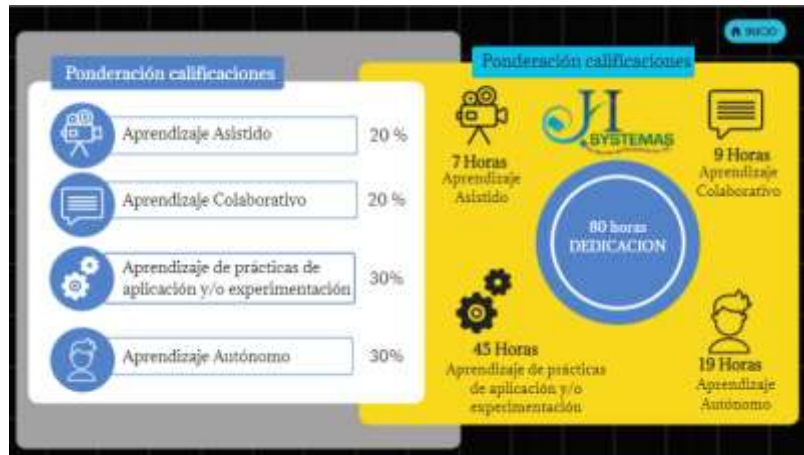 INICIO
Ponderación calificaciones
Aprendizaje Asistido
20 %
Aprendizaje Colaborativo
20 %
Aprendizaje de prácticas de
aplicación y/o experimentación
30%
Aprendizaje Autónomo
30%
Ponderación calificaciones
7 Horas
Aprendizaje
Asistido
JH
SYSTEMAS
9 Horas
Aprendizaje
Colaborativo
80 horas
DEDICACION
45 Horas
Aprendizaje de prácticas
de aplicación y/o
experimentación
19 Horas
Aprendizaje
Autónomo